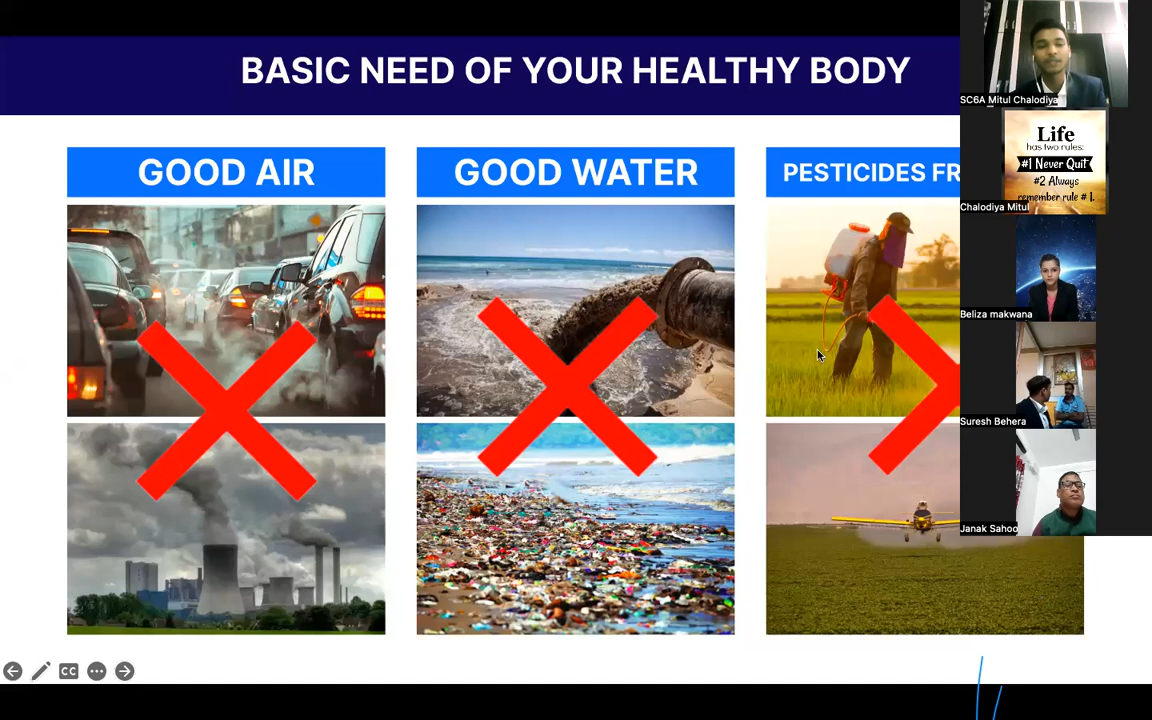 BASIC NEED OF YOUR HEALTHY BODY
GOOD AIR
GOOD WATER
PESTICIDES FR
SC6A Mitul Chalodiya
Life
has two rules:
#1 Never Quit
#2 Always
remember rule # 1.
Chalodiya Mitul
Beliza makwana
Suresh Behera
Janak Sahoo
CC